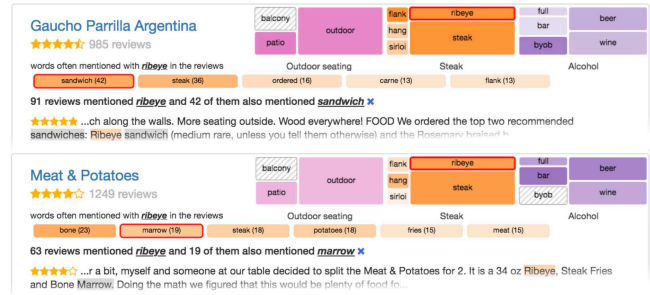 Gaucho Parrilla Argentina
985 reviews
balcony
patio
outdoor
flank
hang
sirloi
ribeye
steak
full
bar
byob
beer
wine
words often mentioned with ribeye in the reviews
Outdoor seating
Steak
Alcohol
sandwich (42) steak (36) ordered (16) carne (13) flank (13)
91 reviews mentioned ribeye and 42 of them also mentioned sandwich ×
...ch along the walls. More seating outside. Wood everywhere! FOOD We ordered the top two recommended
sandwiches: Ribeye sandwich (medium rare, unless you tell them otherwise) and the Rosemary braised b
Meat & Potatoes
1249 reviews
balcony
patio
outdoor
flank
hang
sirloi
ribeye
steak
full
bar
byob
beer
wine
words often mentioned with ribeye in the reviews
Outdoor seating
Steak
Alcohol
bone (23) marrow (19) steak (18) potatoes (18) fries (15) meat (15)
63 reviews mentioned ribeye and 19 of them also mentioned marrow ×
...r a bit, myself and someone at our table decided to split the Meat & Potatoes for 2. It is a 34 oz Ribeye, Steak Fries
and Bone Marrow. Doing the math we figured that this would be plenty of food fo...